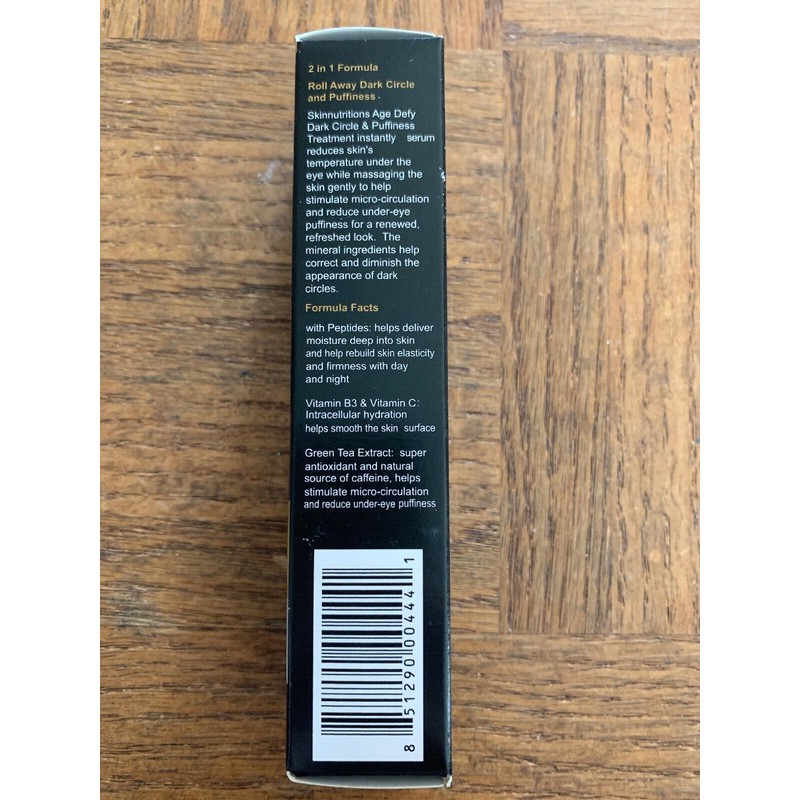 2 in 1 Formula
Roll Away Dark Circle
and Puffiness.
Skinnutritions Age Defy
Dark Circle & Puffiness
Treatment instantly serum
reduces skin's
temperature under the
eye while massaging the
skin gently to help
stimulate micro-circulation
and reduce under-eye
puffiness for a renewed,
refreshed look. The
mineral ingredients help
correct and diminish the
appearance of dark
circles.
Formula Facts
with Peptides: helps deliver
moisture deep into skin
and help rebuild skin elasticity
and firmness with day
and night
Vitamin B3 & Vitamin C:
Intracellular hydration
helps smooth the skin surface
Green Tea Extract: super
antioxidant and natural
source of caffeine, helps
stimulate micro-circulation
and reduce under-eye puffiness
8 51290 00444 1